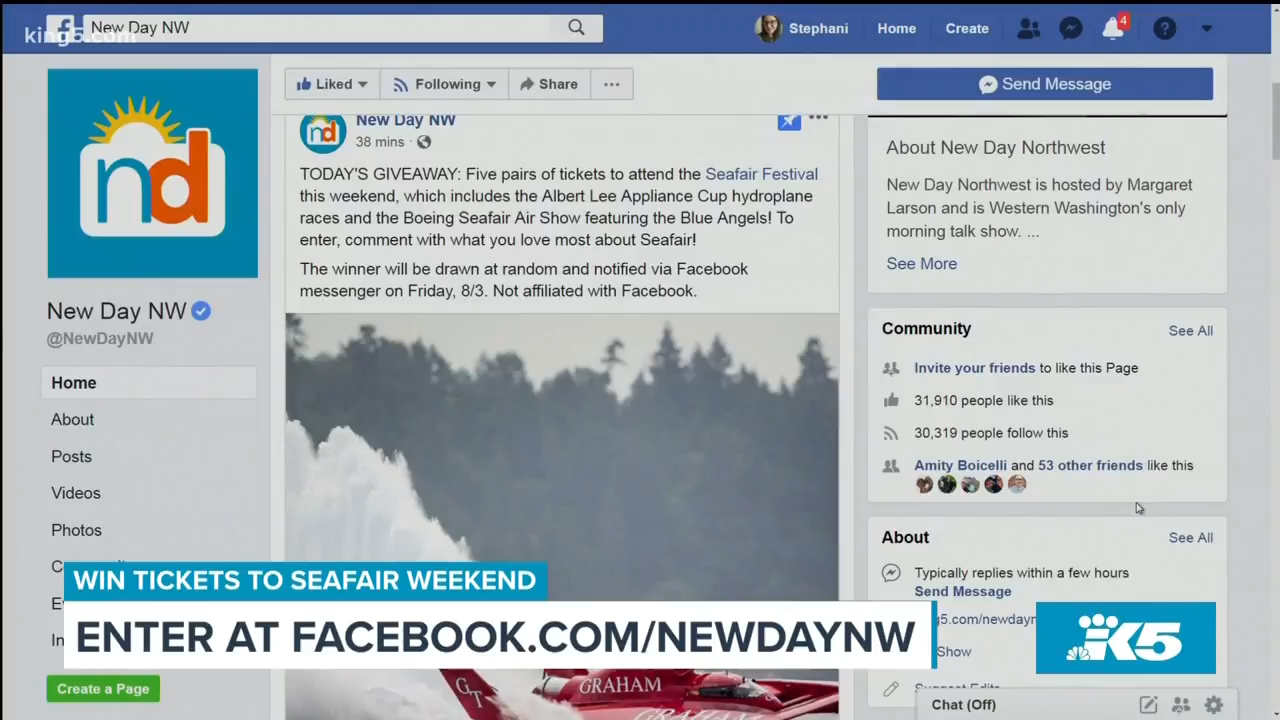 king5.com
New Day NW
Stephani
Home
Create
4
Liked
Following
Share
Send Message
nd
New Day NW
@NewDayNW
Home
About
Posts
Videos
Photos
Create a Page
nd
New Day NW
38 mins
TODAY'S GIVEAWAY: Five pairs of tickets to attend the Seafair Festival
this weekend, which includes the Albert Lee Appliance Cup hydroplane
races and the Boeing Seafair Air Show featuring the Blue Angels! To
enter, comment with what you love most about Seafair!
The winner will be drawn at random and notified via Facebook
messenger on Friday, 8/3. Not affiliated with Facebook.
GT
GRAHAM
GRAHAM
About New Day Northwest
New Day Northwest is hosted by Margaret
Larson and is Western Washington's only
morning talk show. ...
See More
Community
See All
Invite your friends to like this Page
31,910 people like this
30,319 people follow this
Amity Boicelli and 53 other friends like this
About
See All
Typically replies within a few hours
Send Message
Show
Suggest Edits
Chat (Off)
WIN TICKETS TO SEAFAIR WEEKEND
ENTER AT FACEBOOK.COM/NEWDAYNW
K5